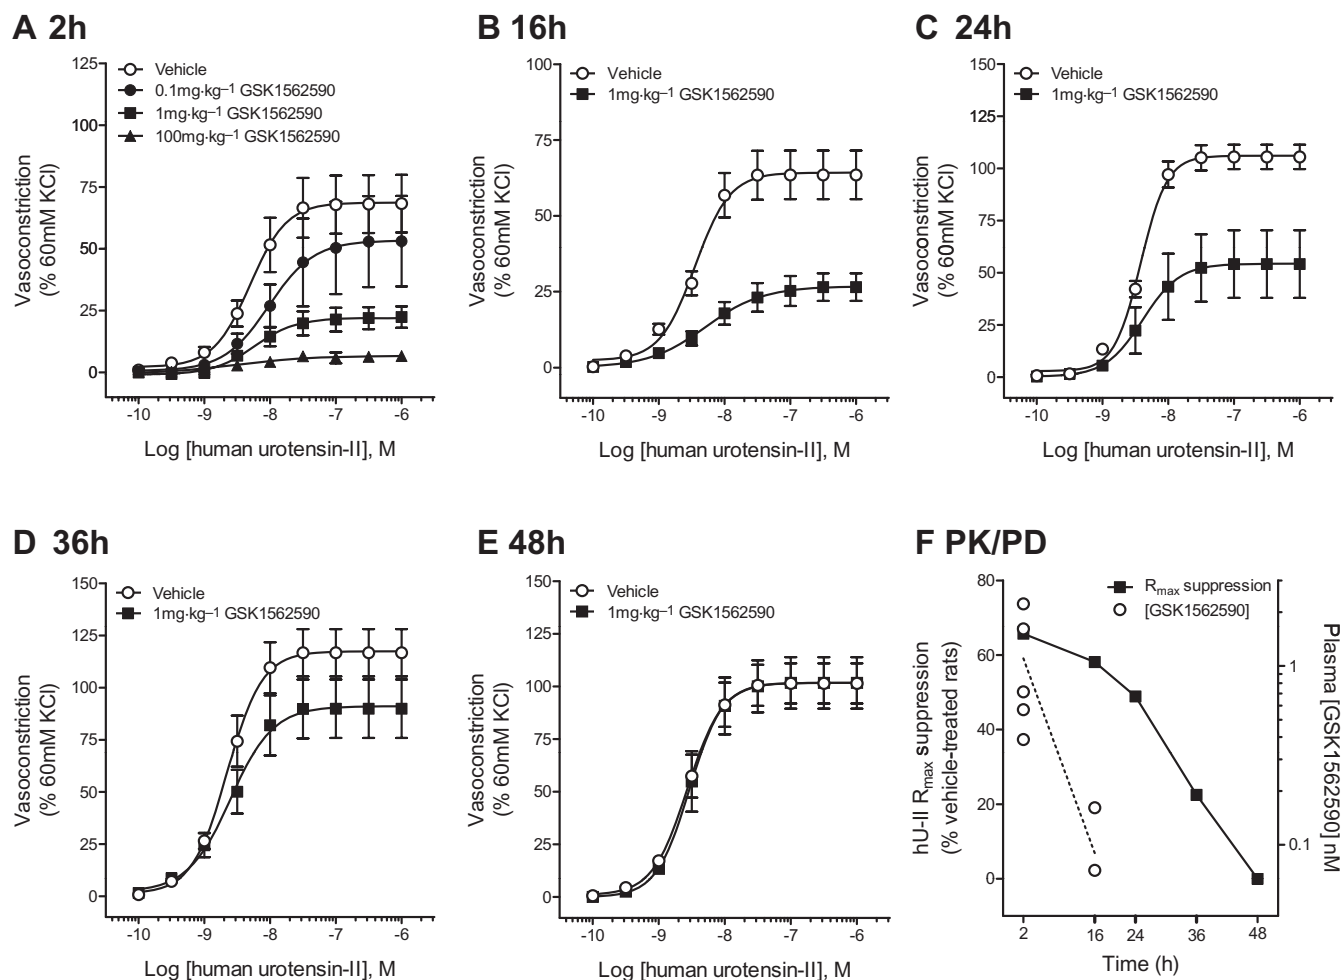 A 2h
125
100
75
50
25
0
Vasoconstriction
(% 60mM KCl)
Vehicle
0.1mg·kg–1 GSK1562590
1mg·kg–1 GSK1562590
100mg·kg–1 GSK1562590
-10 -9 -8 -7 -6
Log [human urotensin-II], M
B 16h
100
75
50
25
0
Vasoconstriction
(% 60mM KCl)
Vehicle
1mg·kg–1 GSK1562590
-10 -9 -8 -7 -6
Log [human urotensin-II], M
C 24h
150
125
100
75
50
25
0
Vasoconstriction
(% 60mM KCl)
Vehicle
1mg·kg–1 GSK1562590
-10 -9 -8 -7 -6
Log [human urotensin-II], M
D 36h
150
125
100
75
50
25
0
Vasoconstriction
(% 60mM KCl)
Vehicle
1mg·kg–1 GSK1562590
-10 -9 -8 -7 -6
Log [human urotensin-II], M
E 48h
150
125
100
75
50
25
0
Vasoconstriction
(% 60mM KCl)
Vehicle
1mg·kg–1 GSK1562590
-10 -9 -8 -7 -6
Log [human urotensin-II], M
F PK/PD
80
60
40
20
0
hU-II Rmax suppression
(% vehicle-treated rats)
Rmax suppression
[GSK1562590]
1
0.1
Plasma [GSK1562590] nM
2 16 24 36 48
Time (h)